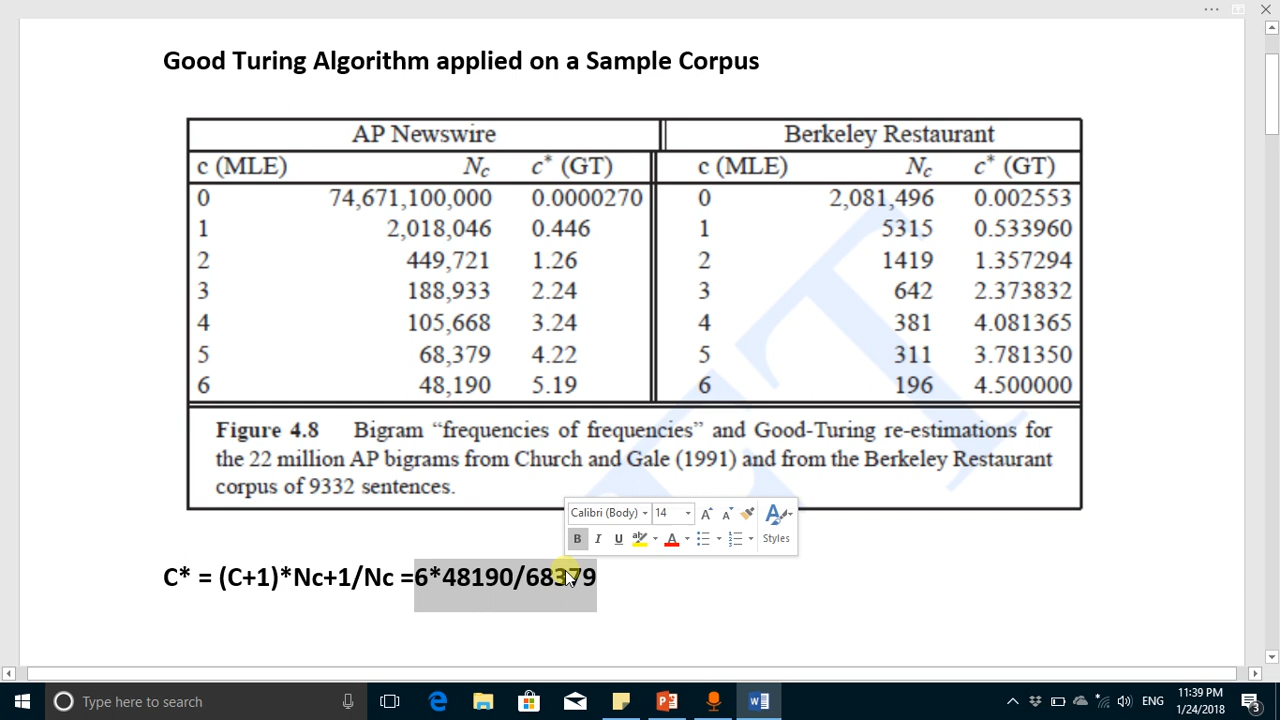 Good Turing Algorithm applied on a Sample Corpus
AP Newswire Berkeley Restaurant
c (MLE) Nc c* (GT) c (MLE) Nc c* (GT)
0 74,671,100,000 0.0000270 0 2,081,496 0.002553
1 2,018,046 0.446 1 5315 0.533960
2 449,721 1.26 2 1419 1.357294
3 188,933 2.24 3 642 2.373832
4 105,668 3.24 4 381 4.081365
5 68,379 4.22 5 311 3.781350
6 48,190 5.19 6 196 4.500000
Figure 4.8 Bigram “frequencies of frequencies” and Good-Turing re-estimations for
the 22 million AP bigrams from Church and Gale (1991) and from the Berkeley Restaurant
corpus of 9332 sentences.
Calibri (Body) 14
B I U ab A Styles
C* = (C+1)*Nc+1/Nc =6*48190/68379
Type here to search
ENG
11:39 PM
1/24/2018
3